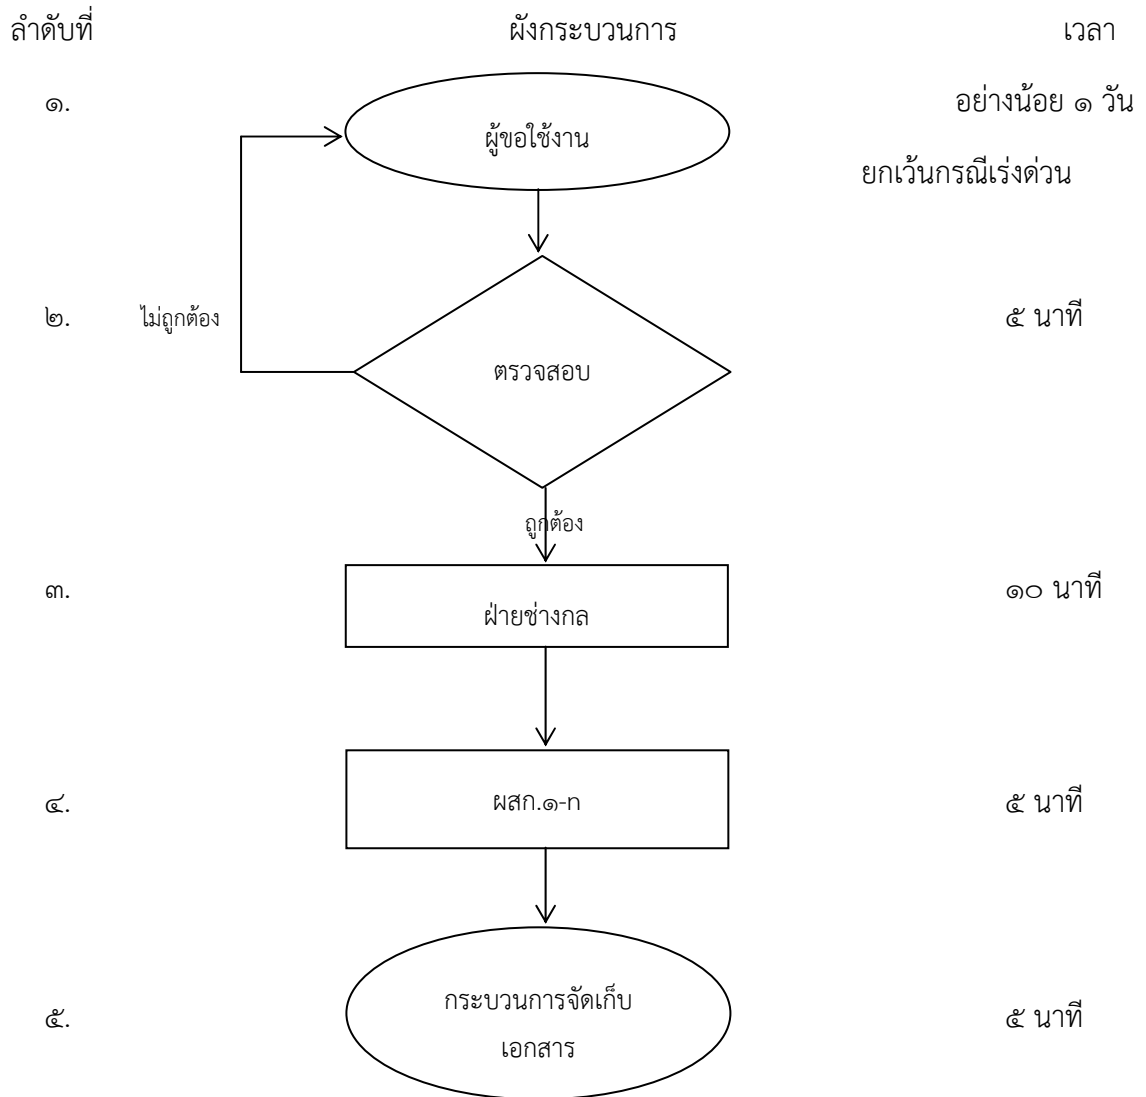 ลำดับที่ ผังกระบวนการ เวลา
๑. ผู้ขอใช้งาน อย่างน้อย ๑ วัน
ยกเว้นกรณีเร่งด่วน
๒. ไม่ถูกต้อง ตรวจสอบ ๕ นาที
ถูกต้อง
๓. ฝ่ายช่างกล ๑๐ นาที
๔. ผสก.๑-ท ๕ นาที
๕. กระบวนการจัดเก็บ ๕ นาที
เอกสาร